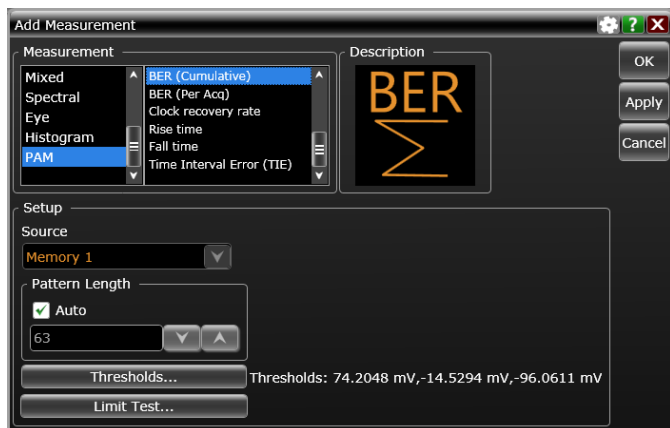 Add Measurement
?
X
Measurement
Mixed
Spectral
Eye
Histogram
PAM
BER (Cumulative)
BER (Per Acq)
Clock recovery rate
Rise time
Fall time
Time Interval Error (TIE)
Description
BER
Σ
OK
Apply
Cancel
Setup
Source
Memory 1
Pattern Length
Auto
63
Thresholds...
Thresholds: 74.2048 mV,-14.5294 mV,-96.0611 mV
Limit Test...